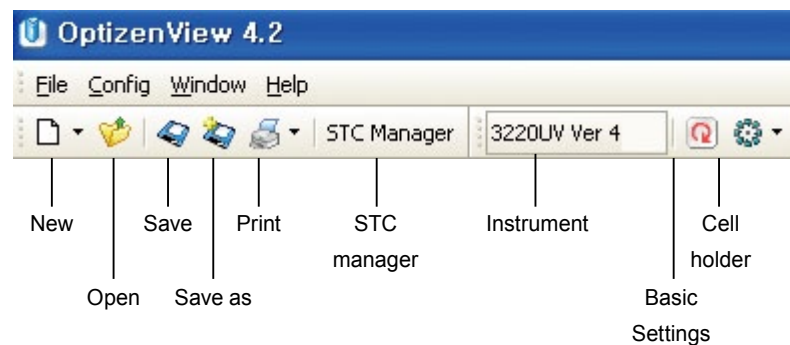 OptizenView 4.2
File Config Window Help
STC Manager 3220UV Ver 4
New Save Print STC manager Instrument Cell holder
Open Save as Basic Settings